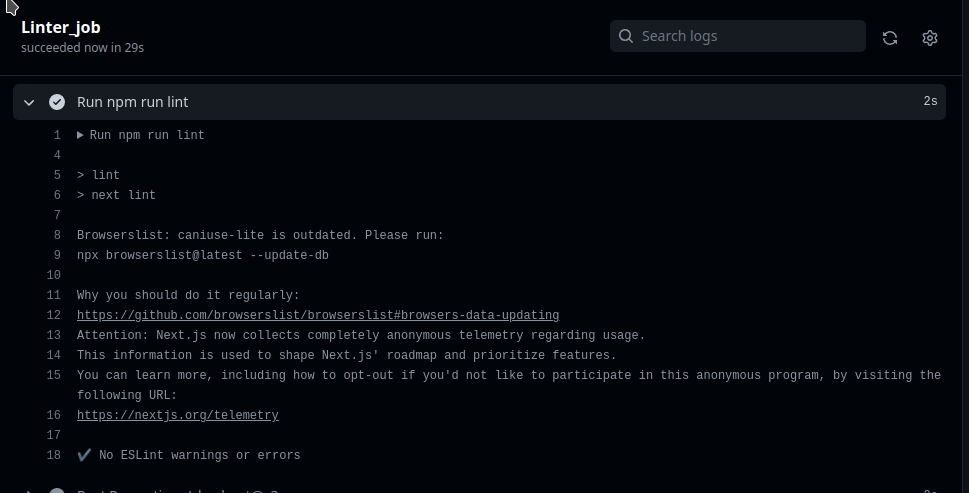 Linter_job
succeeded now in 29s
Search logs
Run npm run lint 2s
1 Run npm run lint
4
5 > lint
6 > next lint
7
8 Browserslist: caniuse-lite is outdated. Please run:
9 npx browserslist@latest --update-db
10
11 Why you should do it regularly:
12 https://github.com/browserslist/browserslist#browsers-data-updating
13 Attention: Next.js now collects completely anonymous telemetry regarding usage.
14 This information is used to shape Next.js' roadmap and prioritize features.
15 You can learn more, including how to opt-out if you'd not like to participate in this anonymous program, by visiting the
following URL:
16 https://nextjs.org/telemetry
17
18 ✔ No ESLint warnings or errors